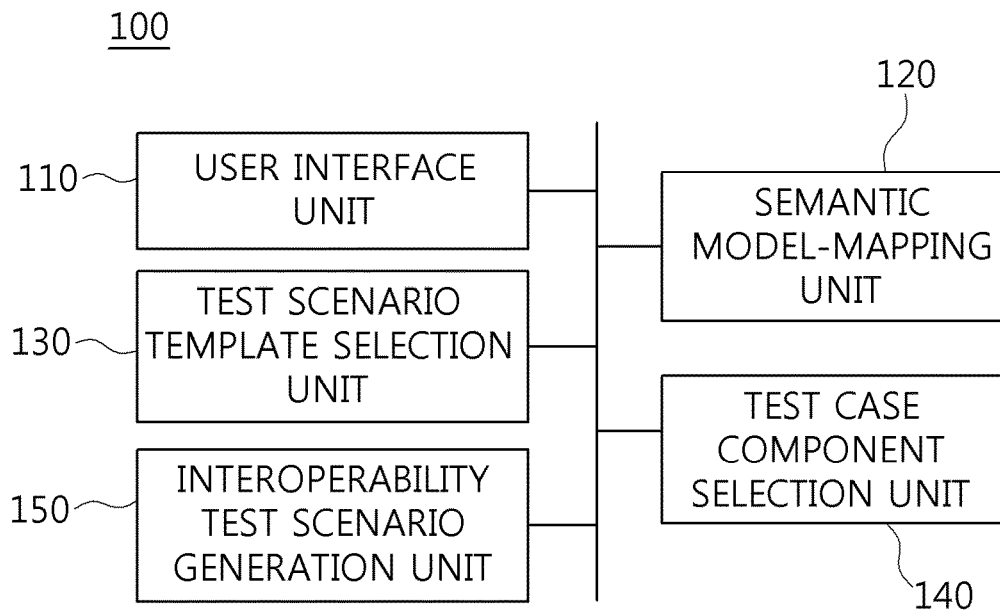 100
120
110
USER INTERFACE
UNIT
SEMANTIC
MODEL-MAPPING
UNIT
130
TEST SCENARIO
TEMPLATE SELECTION
UNIT
TEST CASE
COMPONENT
SELECTION UNIT
150
INTEROPERABILITY
TEST SCENARIO
GENERATION UNIT
140